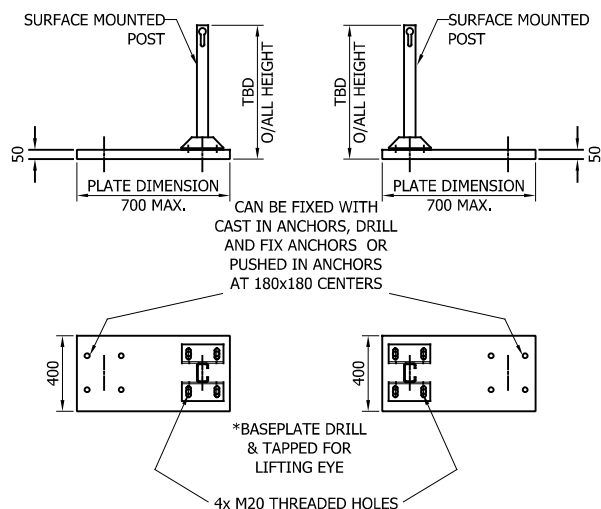 SURFACE MOUNTED
POST
SURFACE MOUNTED
POST
TBD
O/ALL HEIGHT
TBD
O/ALL HEIGHT
50
50
PLATE DIMENSION
700 MAX.
PLATE DIMENSION
700 MAX.
CAN BE FIXED WITH
CAST IN ANCHORS, DRILL
AND FIX ANCHORS OR
PUSHED IN ANCHORS
AT 180x180 CENTERS
400
400
*BASEPLATE DRILL
& TAPPED FOR
LIFTING EYE
4x M20 THREADED HOLES